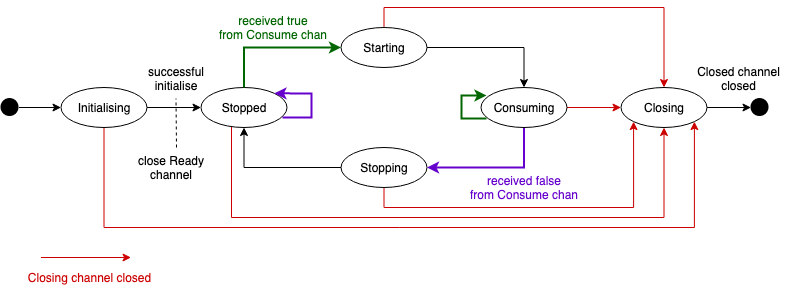 received true
from Consume chan
Starting
successful
initialise
Closed channel
closed
Initialising
Stopped
Consuming
Closing
close Ready
channel
Stopping
received false
from Consume chan
Closing channel closed